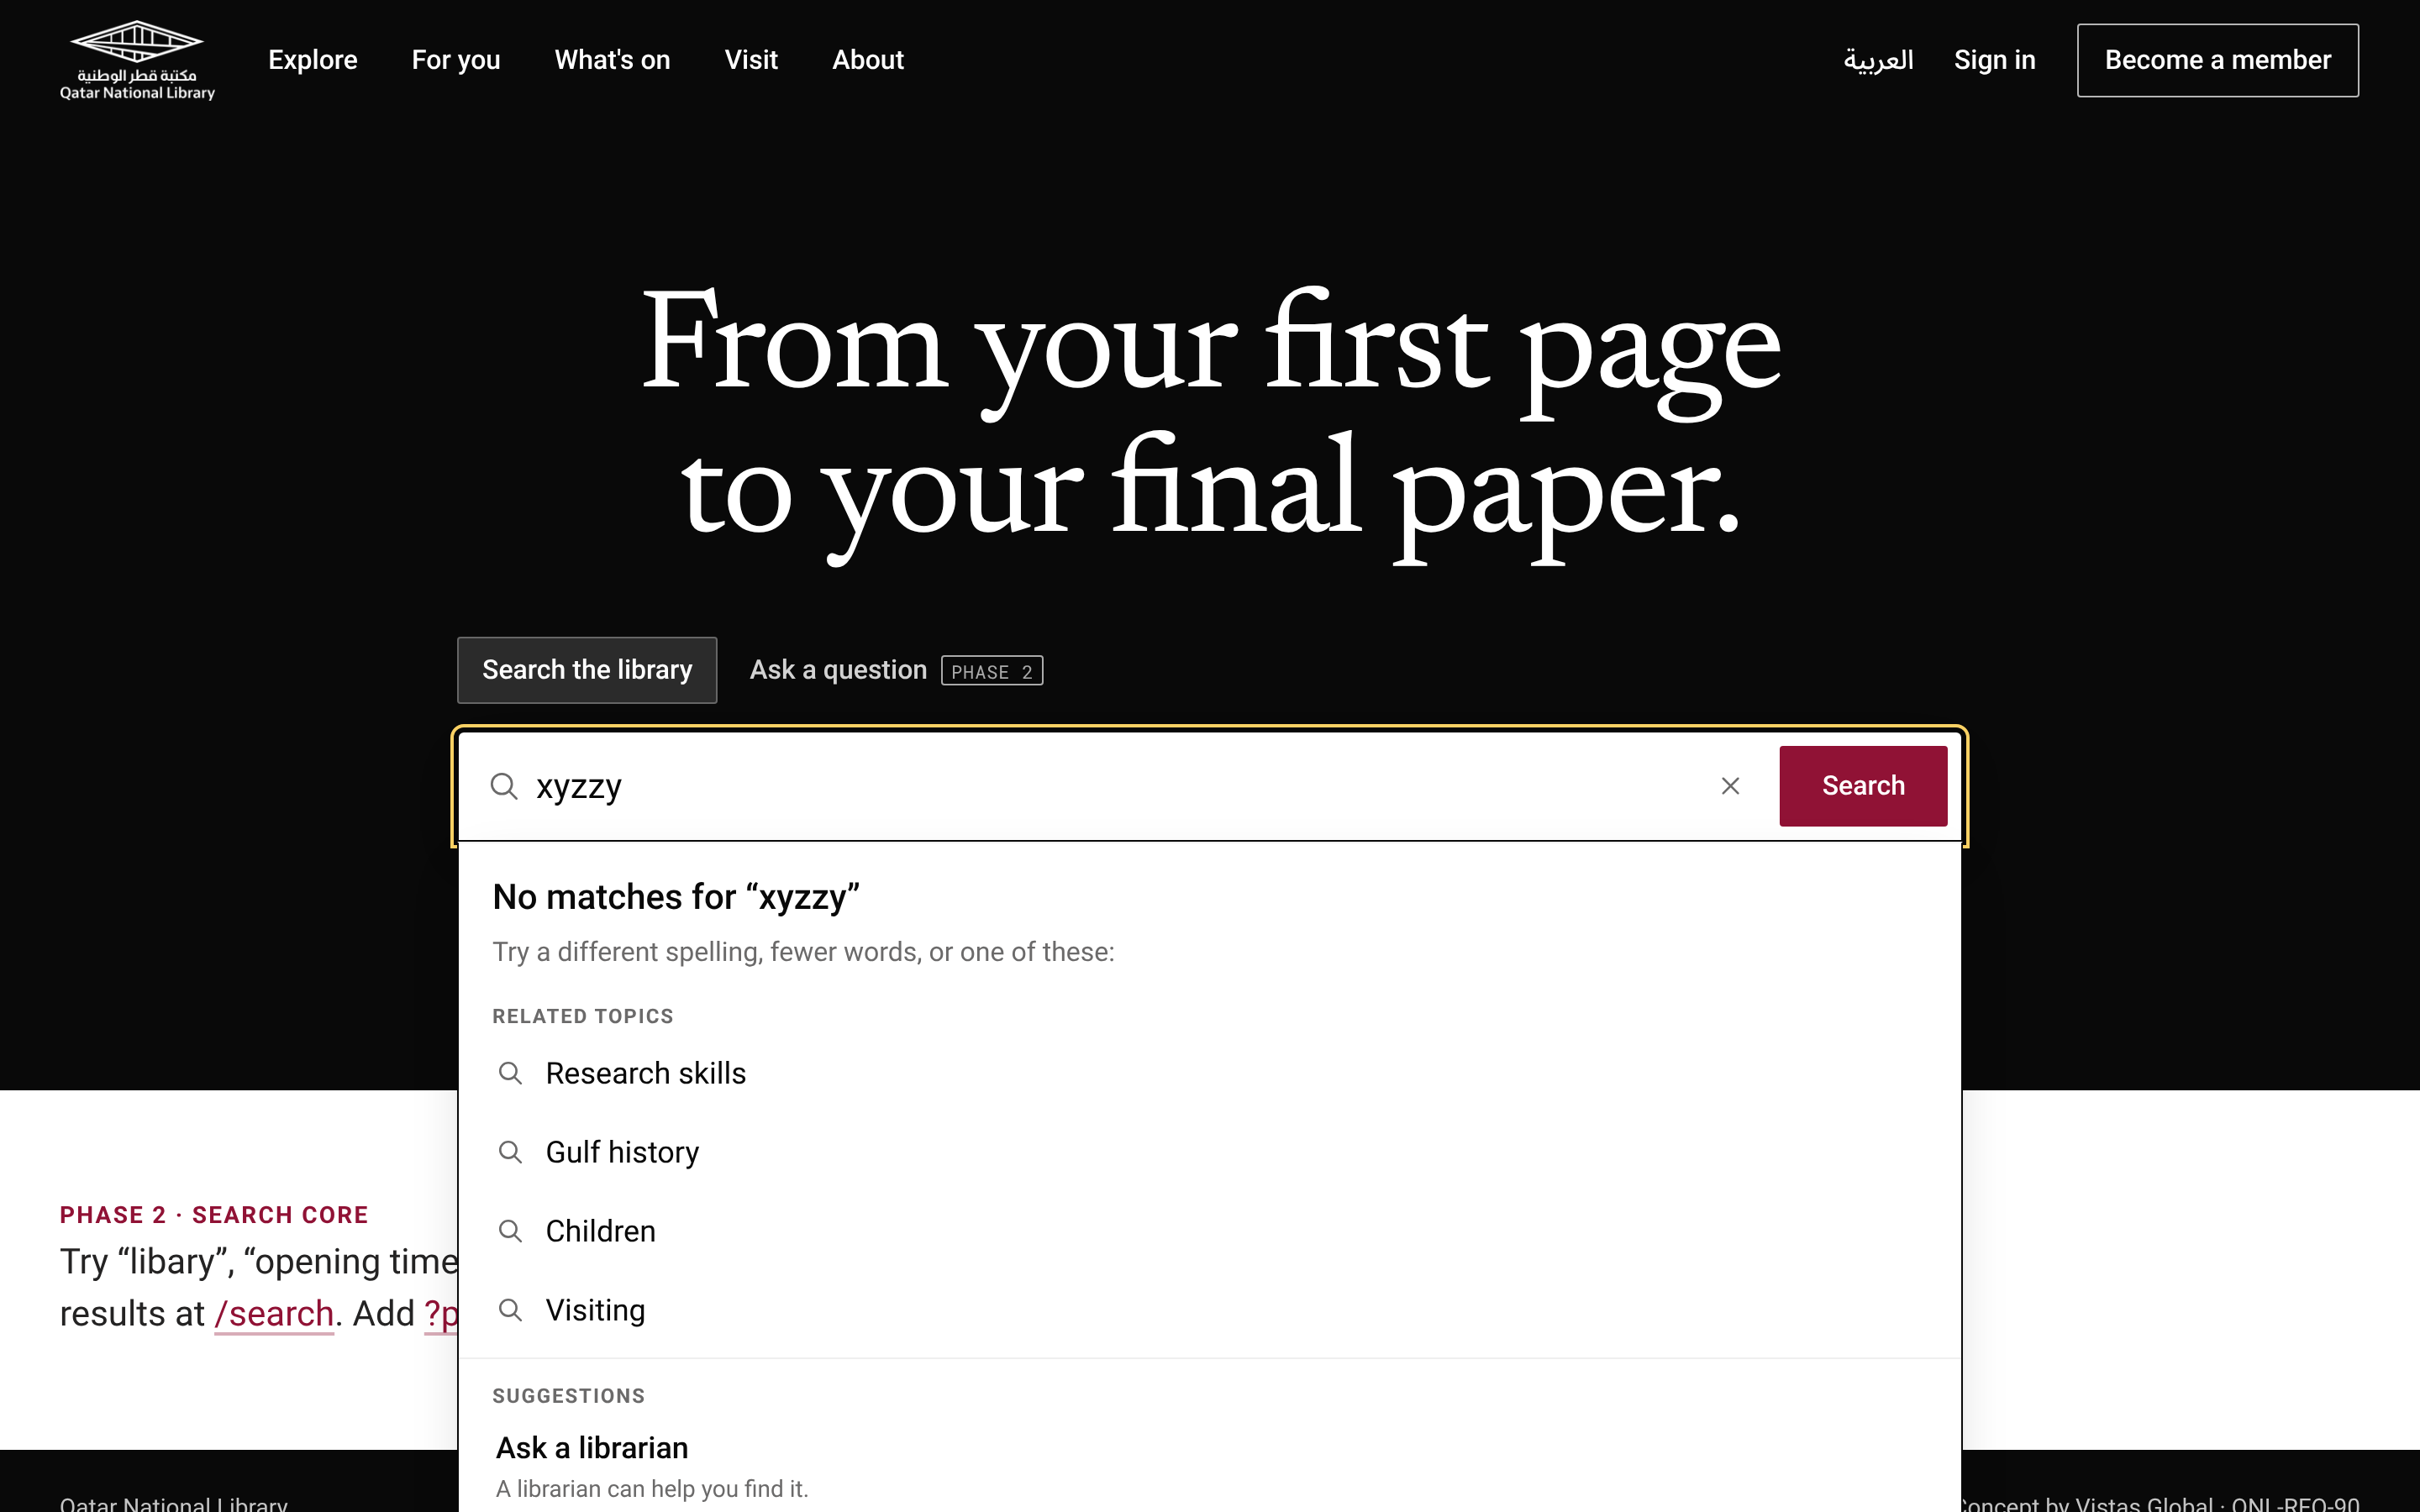 مكتبة قطر الوطنية
Qatar National Library
Explore
For you
What's on
Visit
About
العربية
Sign in
Become a member
From your first page
to your final paper.
Search the library
Ask a question
PHASE 2
xyzzy
Search
No matches for “xyzzy”
Try a different spelling, fewer words, or one of these:
RELATED TOPICS
Research skills
Gulf history
Children
Visiting
PHASE 2 · SEARCH CORE
Try “libary”, “opening time
results at /search. Add ?p
SUGGESTIONS
Ask a librarian
A librarian can help you find it.
Qatar National Library
Concept by Vistas Global · QNL-RFQ-90